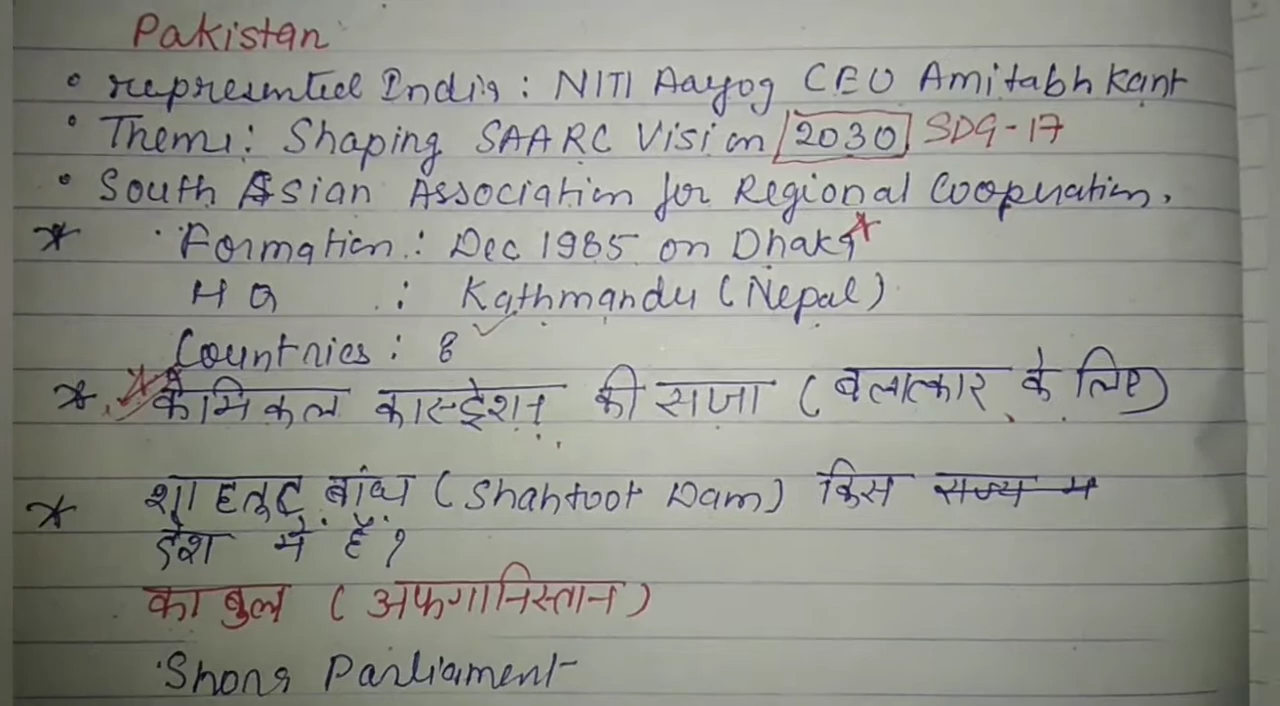 Pakistan
• represented India: NITI Aayog CEO Amitabh Kant
• Theme: Shaping SAARC Vision 2030 SDG-17
• South Asian Association for Regional Cooperation.
* Formation: Dec 1985 on Dhaka
HQ : Kathmandu (Nepal)
Countries: 8
* कैमिकल कास्ट्रेशन की सजा (बलात्कार के लिए)
* शाहतूट बांध (Shahtoot Dam) किस राज्य में
देश में है?
काबुल (अफगानिस्तान)
Shora Parliament